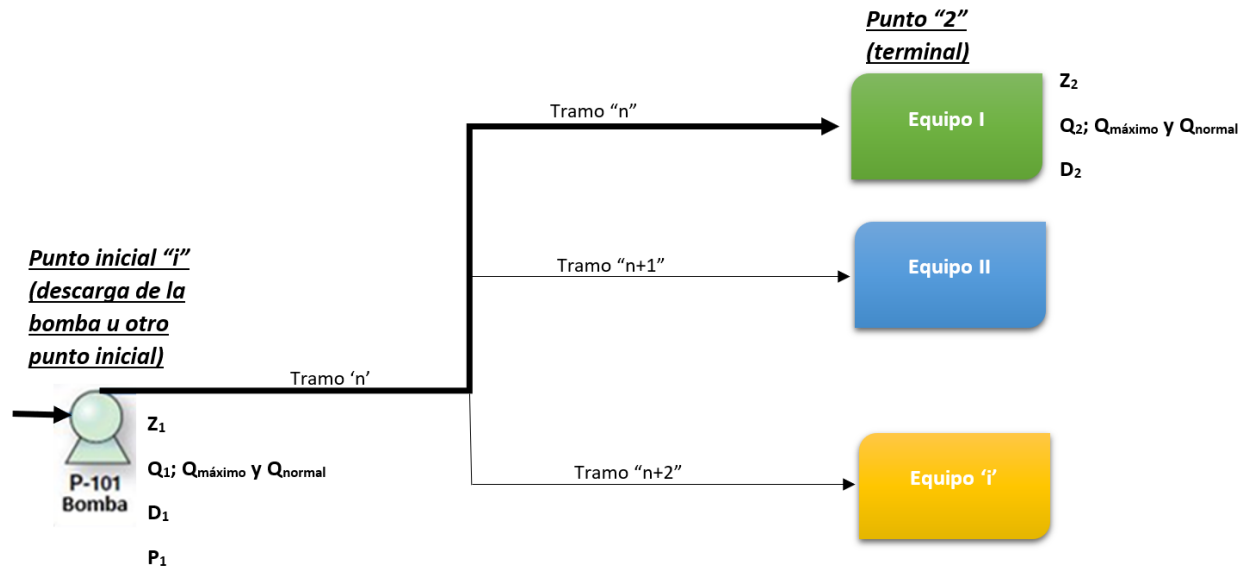 Punto “2”
(terminal)
Z₂
Tramo “n”
Equipo I
Q₂; Qmáximo y Qnormal
D₂
Punto inicial “i”
(descarga de la
bomba u otro
punto inicial)
Tramo “n+1”
Equipo II
Tramo ‘n’
Z₁
Q₁; Qmáximo y Qnormal
P-101
Bomba
D₁
P₁
Tramo “n+2”
Equipo ‘i’